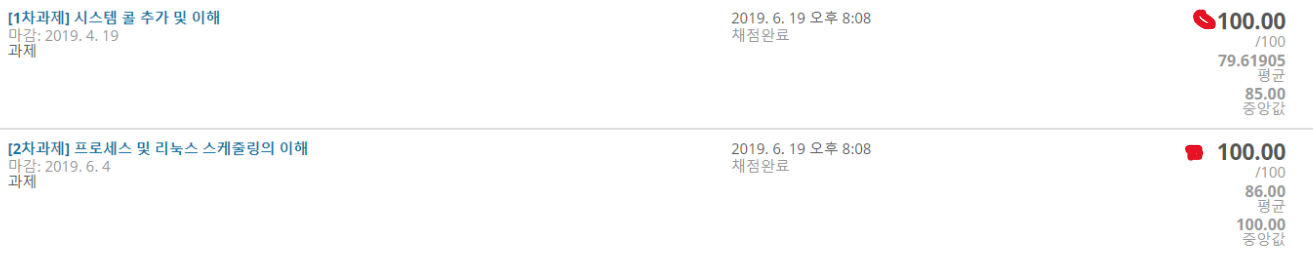 [1차과제] 시스템 콜 추가 및 이해
마감: 2019. 4. 19
과제
2019. 6. 19 오후 8:08
채점완료
100.00
/100
79.61905
평균
85.00
중앙값
[2차과제] 프로세스 및 리눅스 스케줄링의 이해
마감: 2019. 6. 4
과제
2019. 6. 19 오후 8:08
채점완료
100.00
/100
86.00
평균
100.00
중앙값